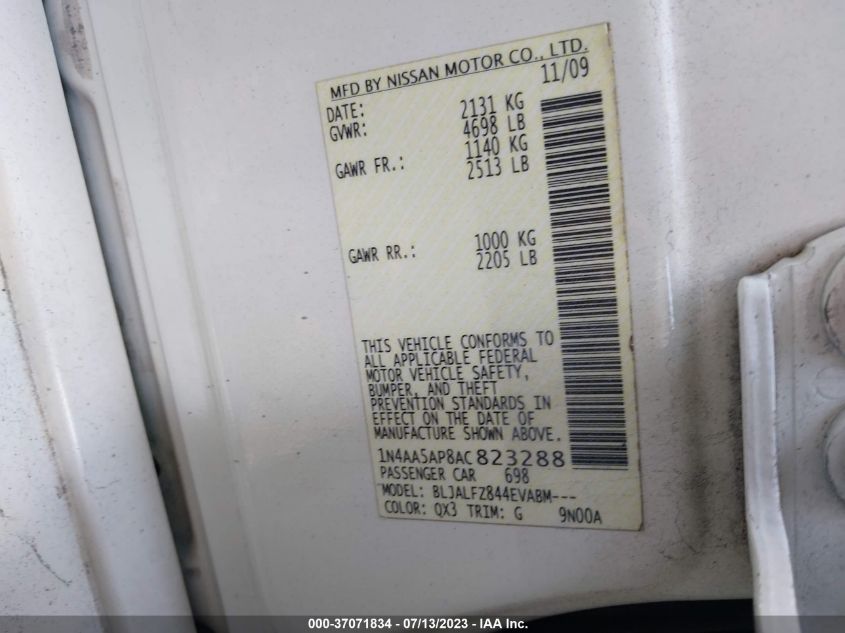 MFD BY NISSAN MOTOR CO., LTD.
DATE: 11/09
GVWR: 2131 KG
4698 LB
GAWR FR.: 1140 KG
2513 LB
GAWR RR.: 1000 KG
2205 LB
THIS VEHICLE CONFORMS TO
ALL APPLICABLE FEDERAL
MOTOR VEHICLE SAFETY,
BUMPER, AND THEFT
PREVENTION STANDARDS IN
EFFECT ON THE DATE OF
MANUFACTURE SHOWN ABOVE.
1N4AA5AP8AC823288
PASSENGER CAR 698
MODEL: BLJALFZ844EVABM---
COLOR: QX3 TRIM: G 9N00A
000-37071834 - 07/13/2023 - IAA Inc.